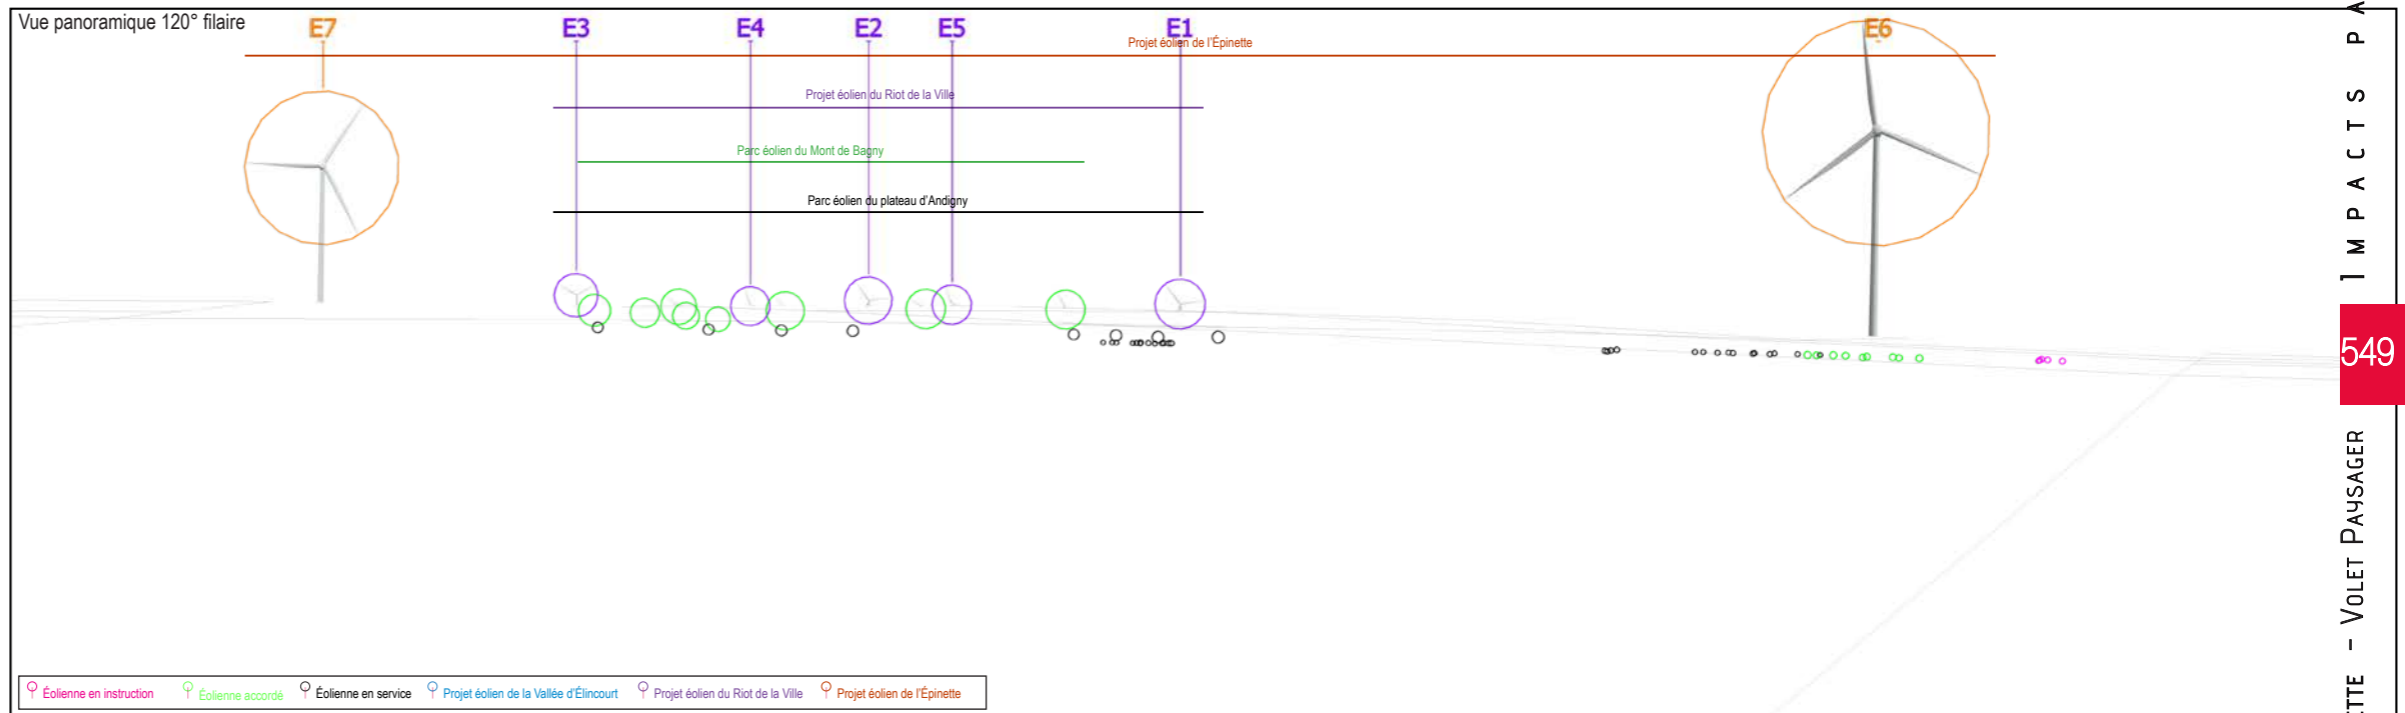 Vue panoramique 120° filaire
E7
E3
E4
E2
E5
E1
E6
Projet éolien de l'Épinette
Projet éolien du Riot de la Ville
Parc éolien du Mont de Bagny
Parc éolien du plateau d'Andigny
Éolienne en instruction
Éolienne accordé
Éolienne en service
Projet éolien de la Vallée d'Élincourt
Projet éolien du Riot de la Ville
Projet éolien de l'Épinette
IMPACTS PA
549
TTE - VOLET PAYSAGER